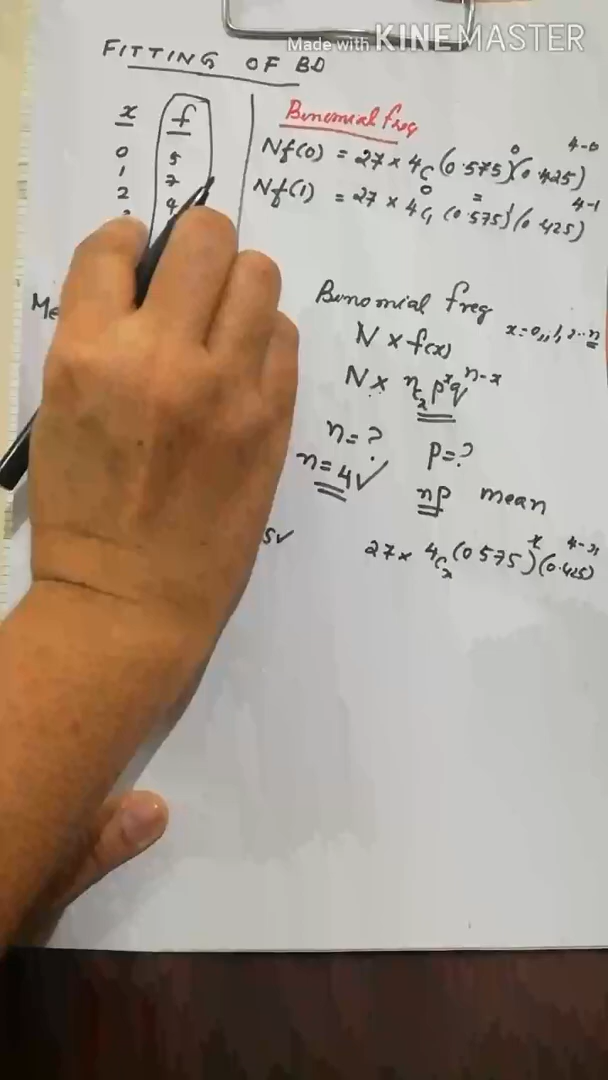 Made with KINEMASTER
FITTING OF BD
x f
0 5
1 7
2
Binomial freq
Nf(0) = 27 × 4C0 (0.575)^0 (0.425)^4-0
Nf(1) = 27 × 4C1 (0.575)^1 (0.425)^4-1
Me
Binomial freq
N × f(x) x=0,1,2..n
N × nCx p^x q^n-x
n=? p=?
n=4✓ np mean
5✓
27 × 4Cx (0.575)^x (0.425)^4-x